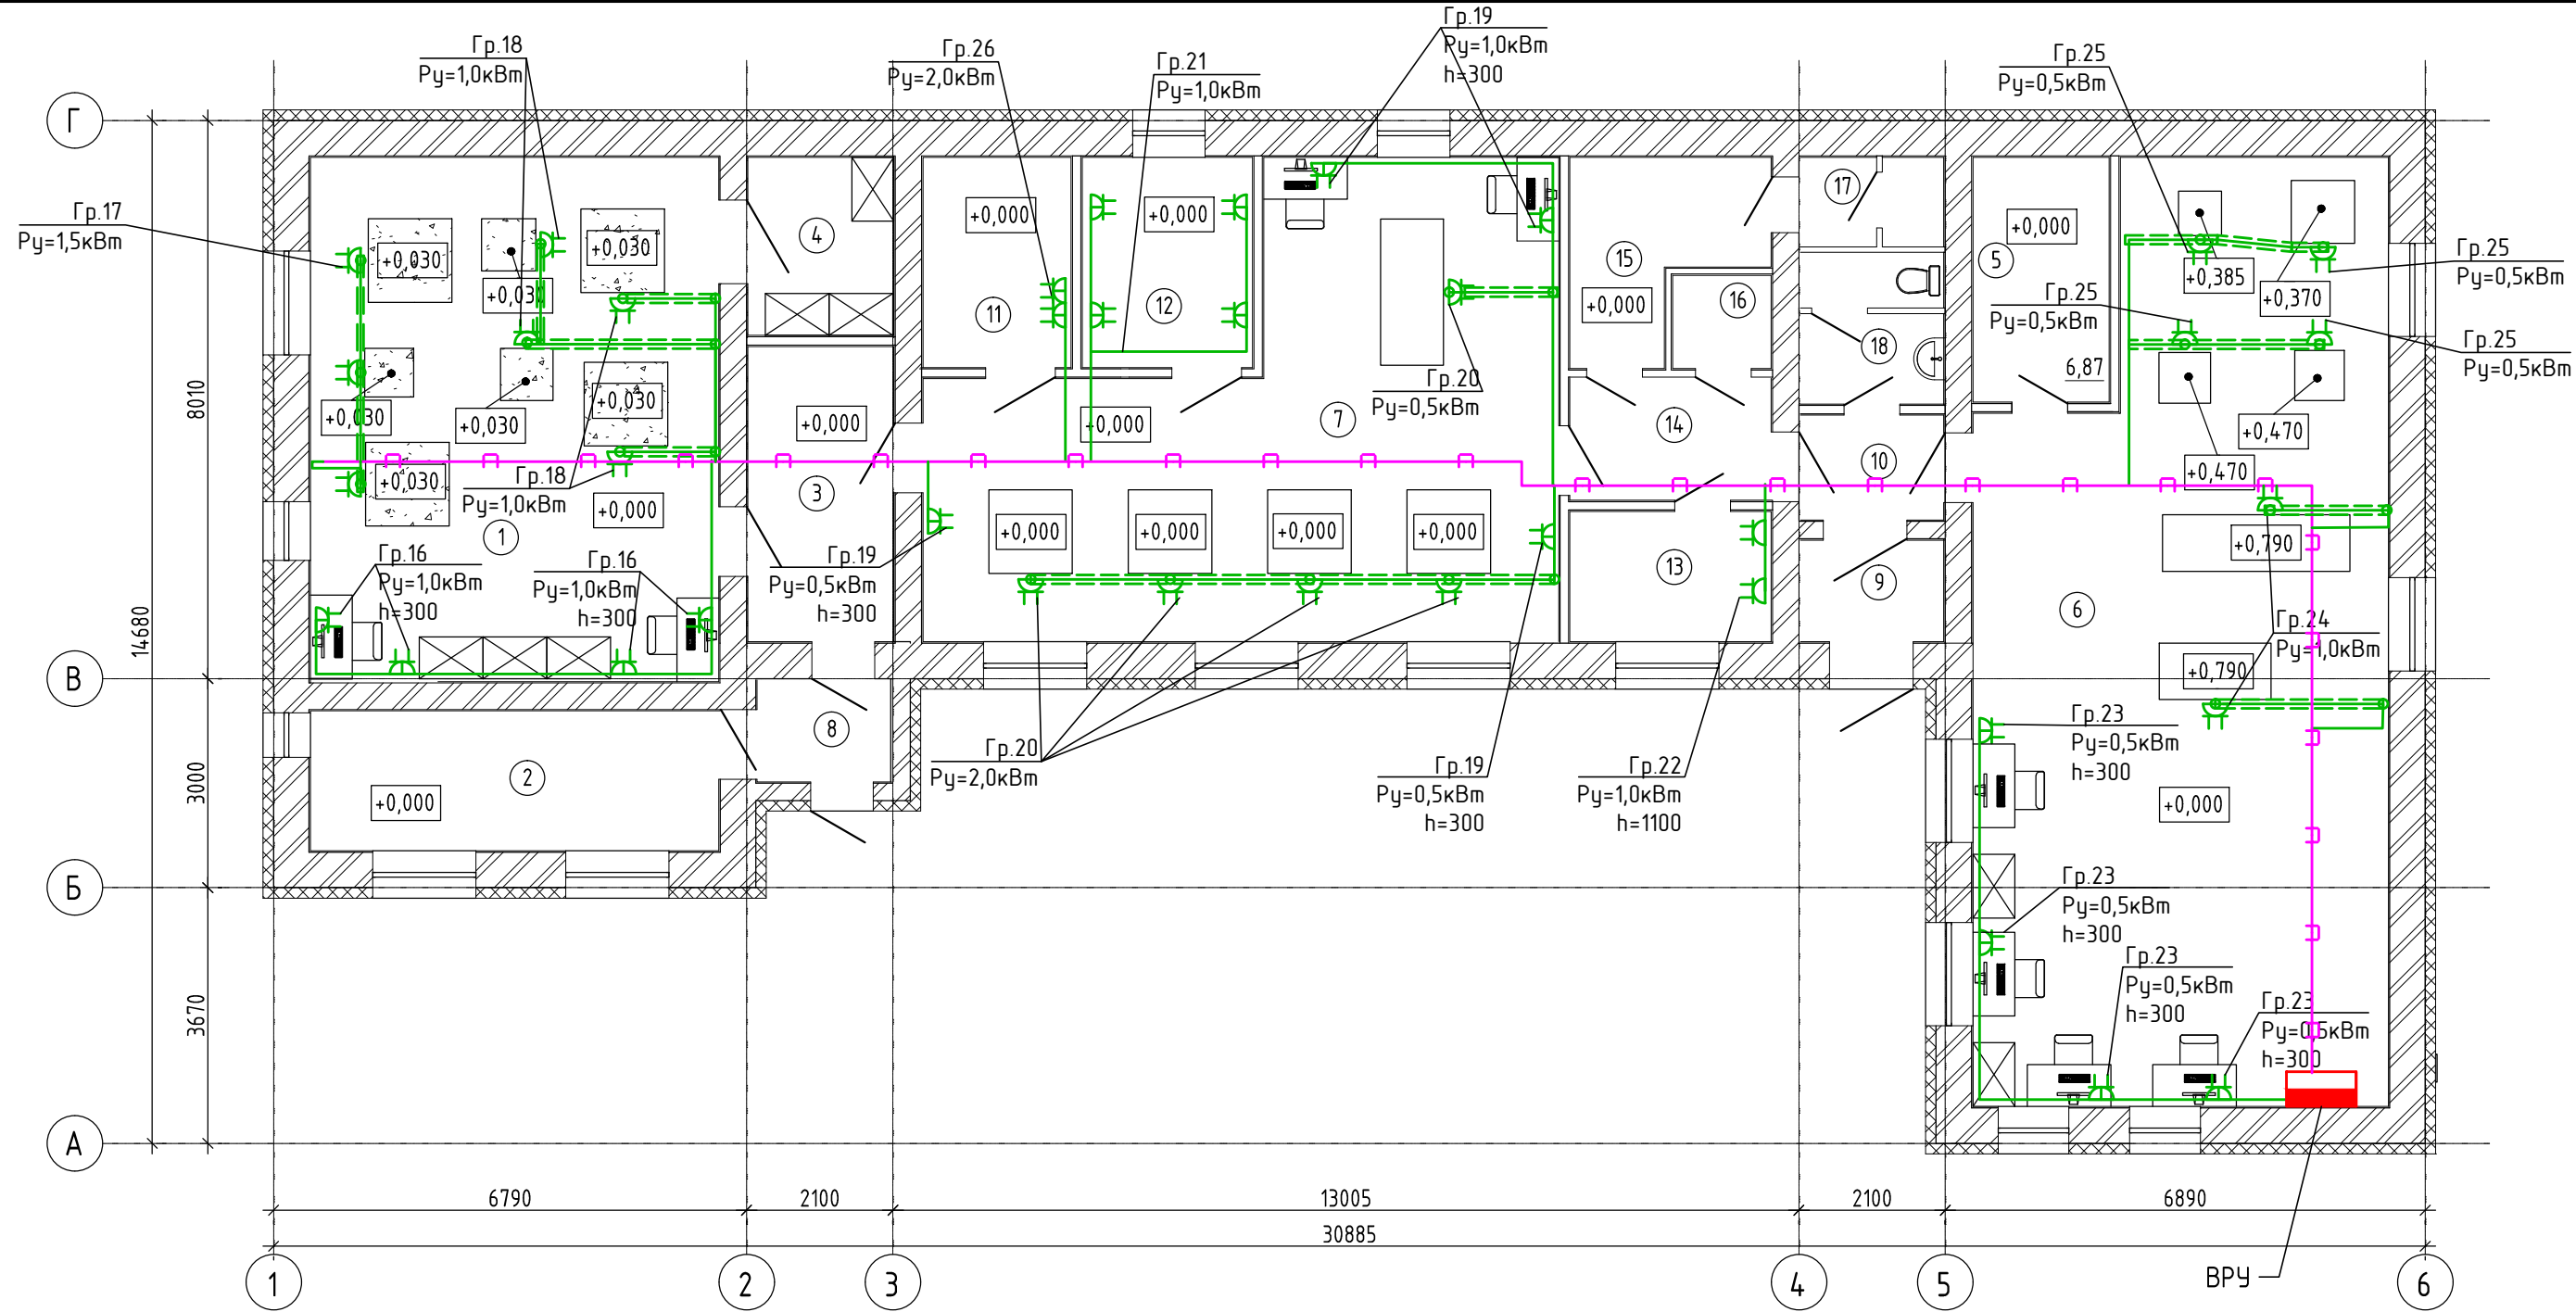 Гр.19
Ру=1,0кВт
h=300
Гр.18
Ру=1,0кВт
Гр.26
Ру=2,0кВт
Гр.21
Ру=1,0кВт
Гр.25
Ру=0,5кВт
Г
Гр.17
Ру=1,5кВт
+0,030
+0,030
+0,030
4
+0,000
+0,000
17
15
5
+0,000
+0,385
+0,370
Гр.25
Ру=0,5кВт
Гр.25
Ру=0,5кВт
11
12
+0,000
16
18
Гр.25
Ру=0,5кВт
6,87
8010
+0,030
+0,030
+0,030
+0,000
+0,000
Гр.20
Ру=0,5кВт
7
14
10
+0,470
+0,470
+0,030
Гр.18
Ру=1,0кВт
+0,000
1
3
+0,000
+0,000
+0,000
+0,000
+0,790
Гр.16
Ру=1,0кВт
h=300
Гр.16
Ру=1,0кВт
h=300
Гр.19
Ру=0,5кВт
h=300
13
9
6
Гр.24
Ру=1,0кВт
14680
В
+0,790
8
2
+0,000
3000
Гр.20
Ру=2,0кВт
Гр.19
Ру=0,5кВт
h=300
Гр.22
Ру=1,0кВт
h=1100
Гр.23
Ру=0,5кВт
h=300
+0,000
Б
Гр.23
Ру=0,5кВт
h=300
3670
Гр.23
Ру=0,5кВт
h=300
Гр.23
Ру=0,5кВт
h=300
А
6790
2100
13005
2100
6890
30885
1
2
3
4
5
6
ВРУ